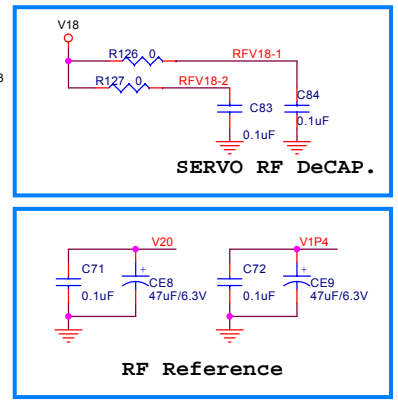 V18
R126 0
RFV18-1
R127 0
RFV18-2
C83
C84
0.1uF
0.1uF
SERVO RF DeCAP.
V20
V1P4
C71
CE8
C72
CE9
0.1uF
47uF/6.3V
0.1uF
47uF/6.3V
+
+
RF Reference